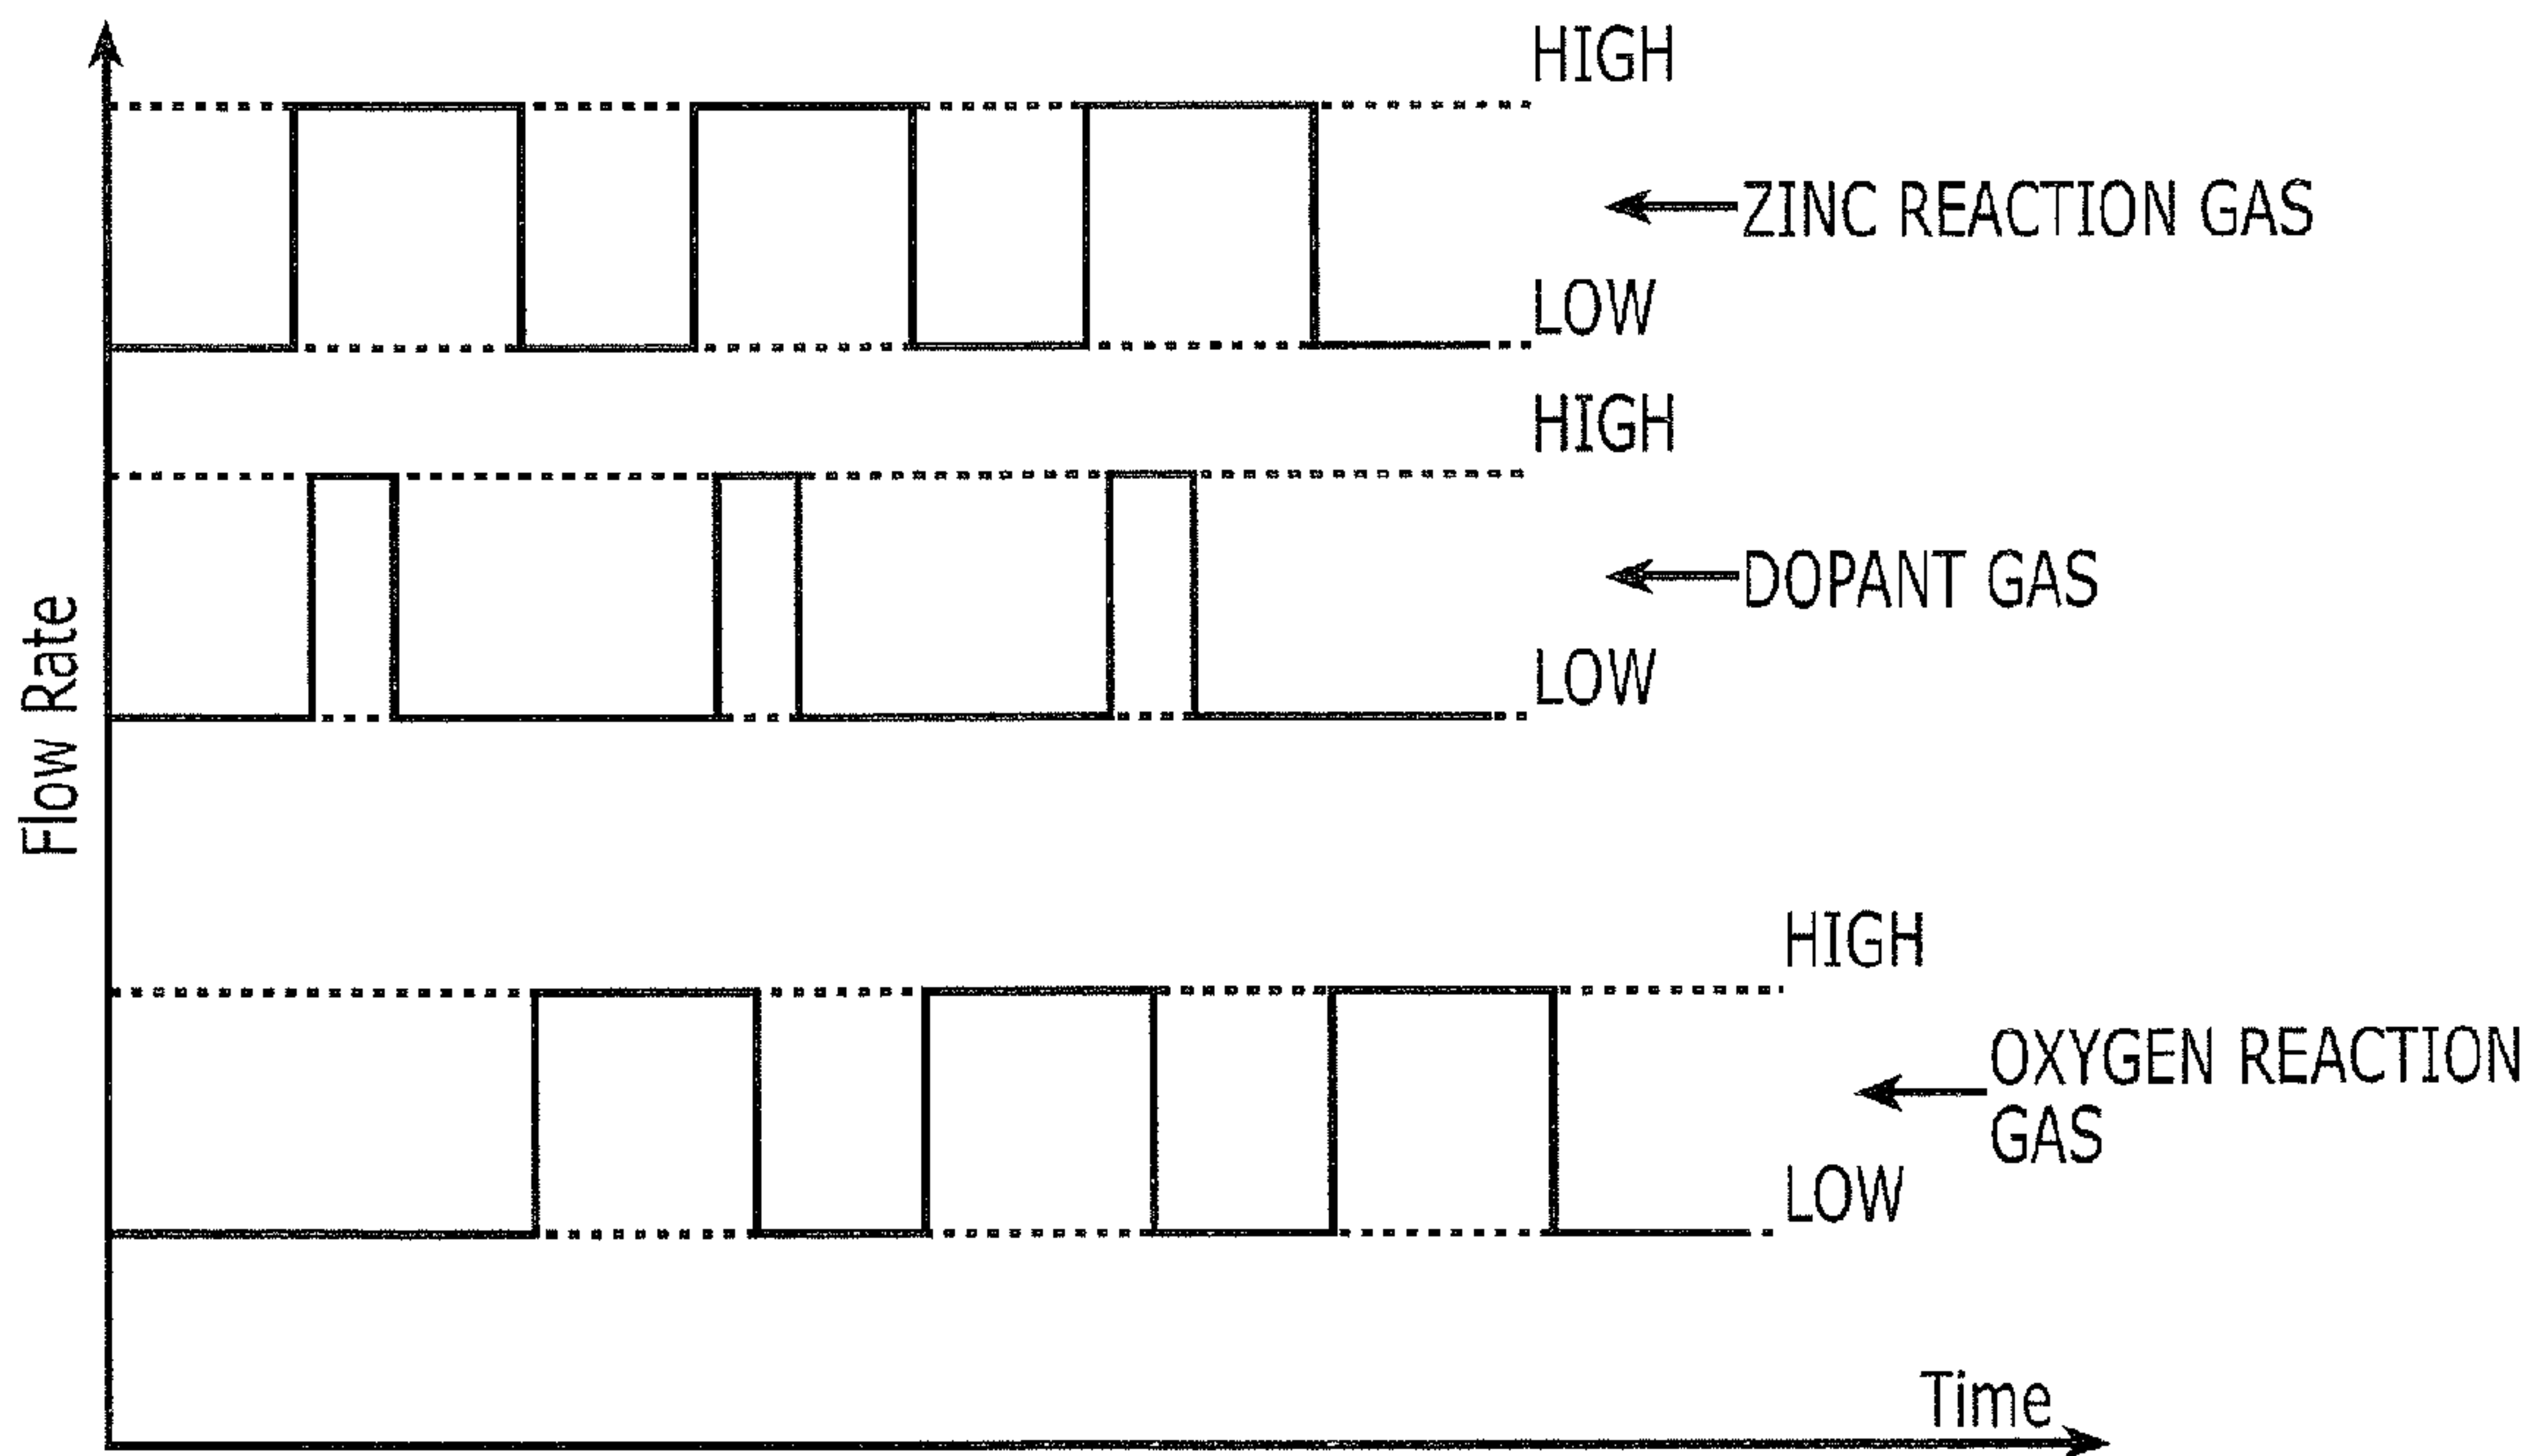 HIGH
ZINC REACTION GAS
LOW
HIGH
DOPANT GAS
LOW
Flow Rate
HIGH
OXYGEN REACTION
GAS
LOW
Time